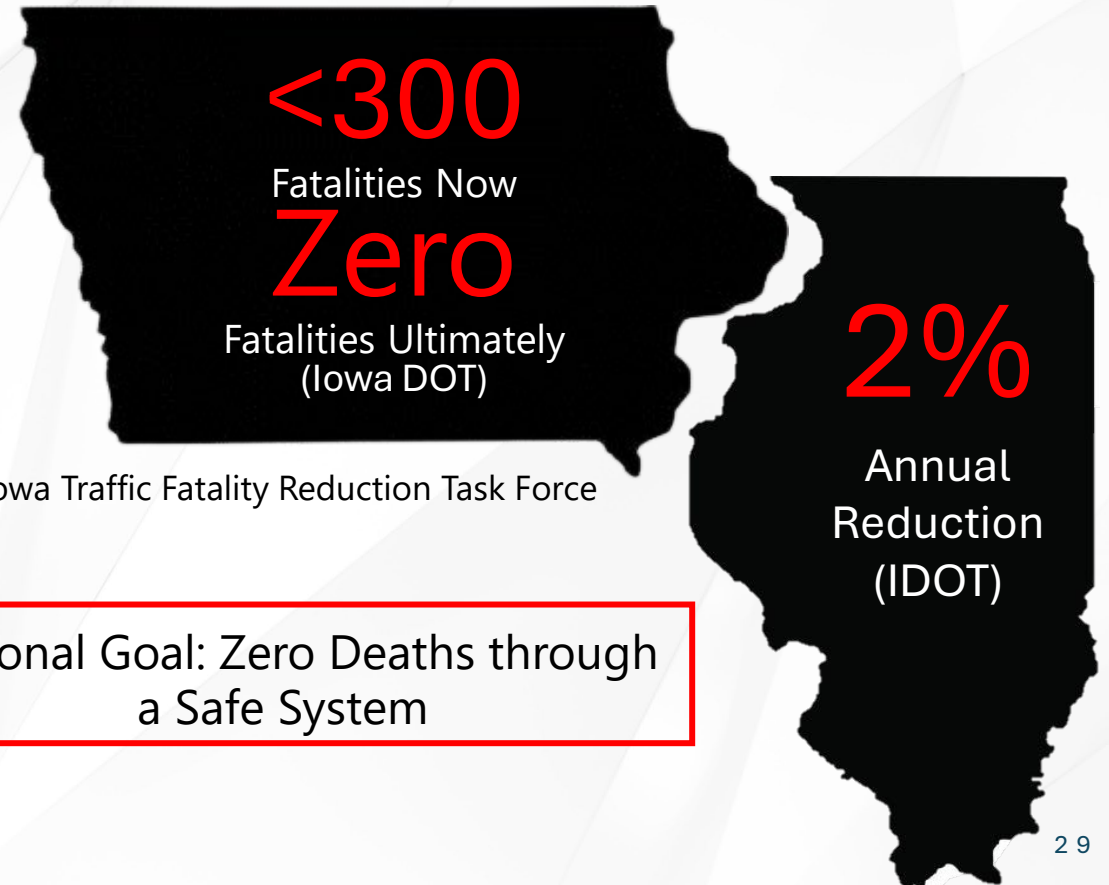 <300
Fatalities Now
Zero
Fatalities Ultimately
(Iowa DOT)
2%
Annual
Reduction
(IDOT)
owa Traffic Fatality Reduction Task Force
onal Goal: Zero Deaths through
a Safe System
29